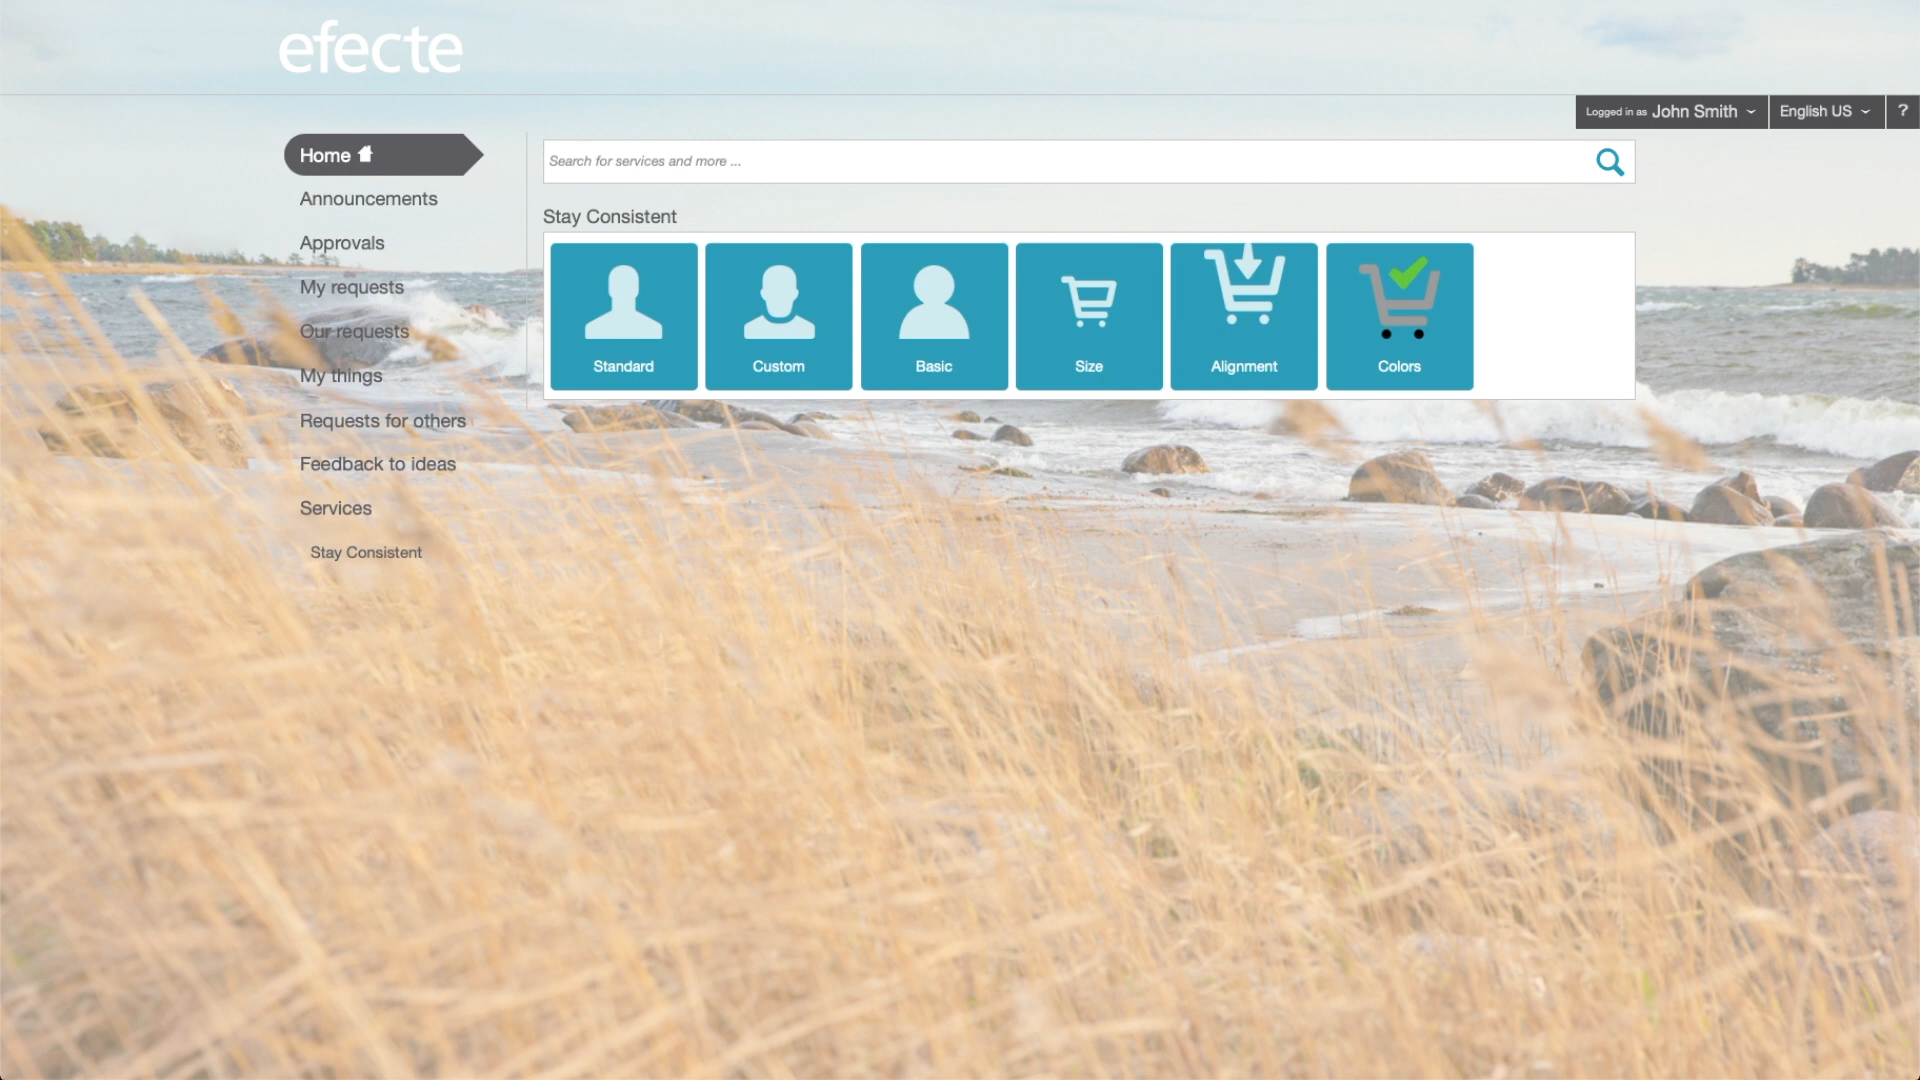 efecte
Logged in as John Smith
English US
?
Home
Search for services and more ...
Announcements
Stay Consistent
Approvals
My requests
Our requests
My things
Standard
Custom
Basic
Size
Alignment
Colors
Requests for others
Feedback to ideas
Services
Stay Consistent